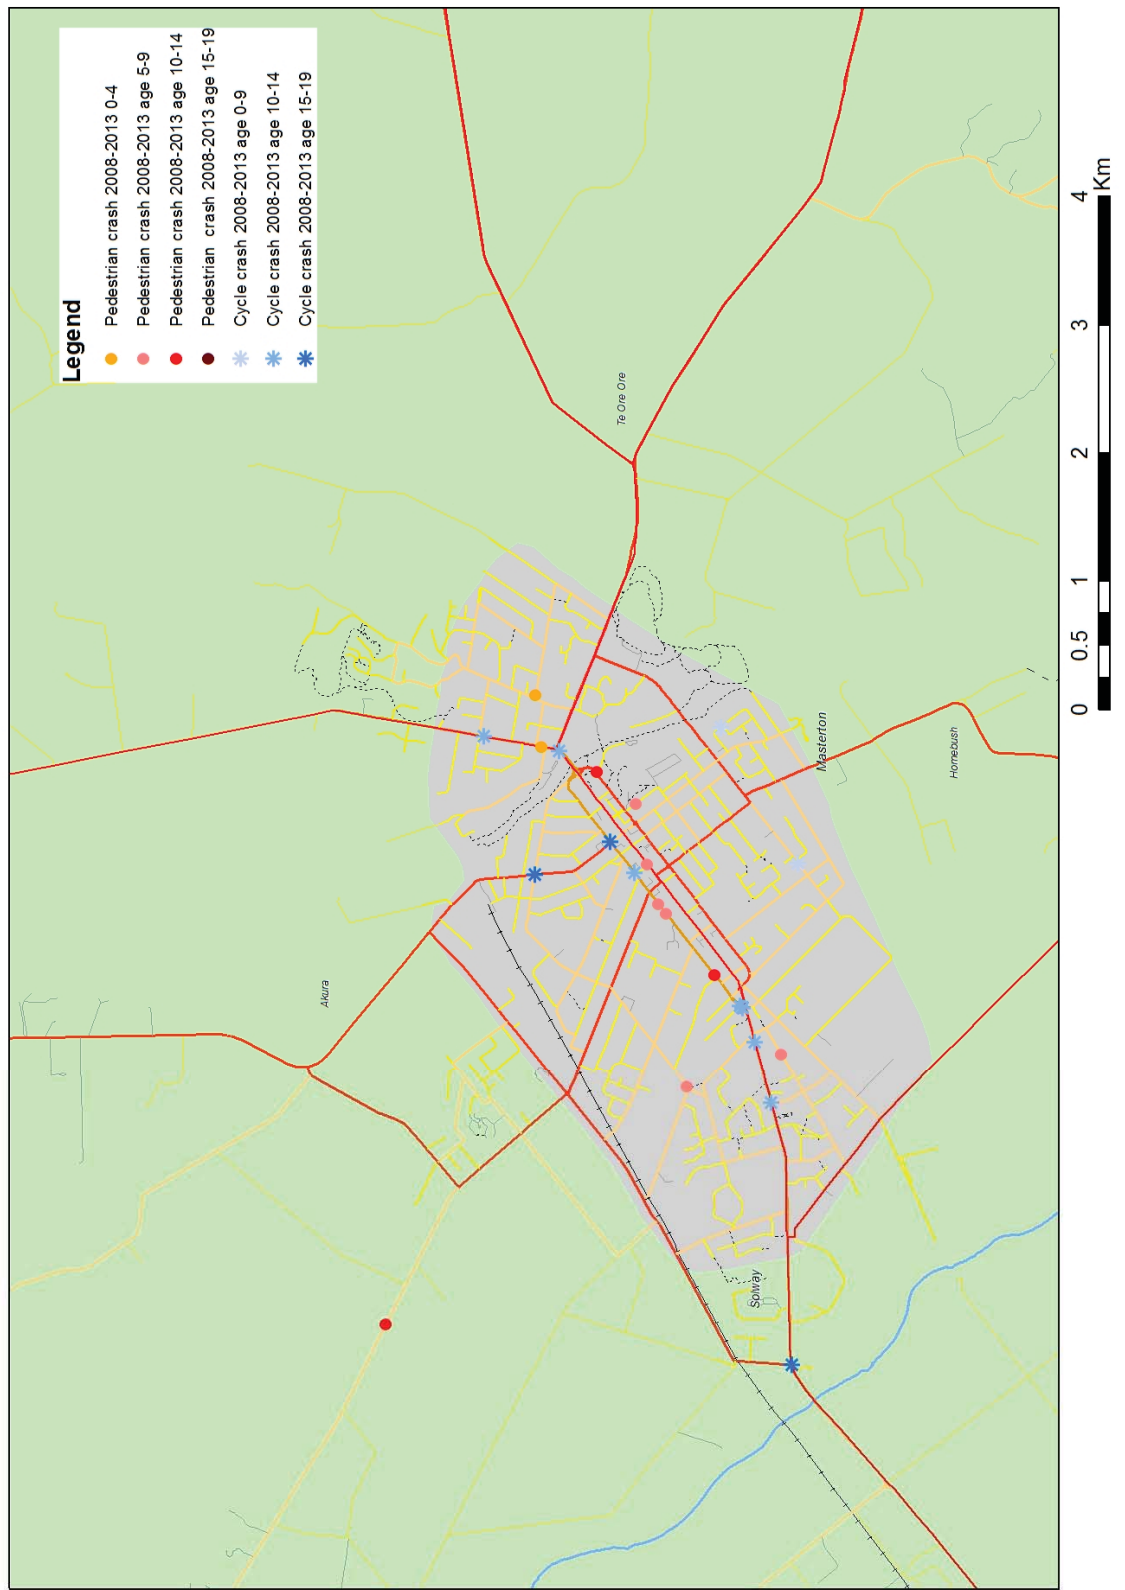 Legend
Pedestrian crash 2008-2013 0-4
Pedestrian crash 2008-2013 age 5-9
Pedestrian crash 2008-2013 age 10-14
Pedestrian  crash 2008-2013 age 15-19
Cycle crash 2008-2013 age 0-9
Cycle crash 2008-2013 age 10-14
Cycle crash 2008-2013 age 15-19
Akura
Te Ore Ore
Solway
Masterton
Homebush
0 0.5 1 2 3 4
Km